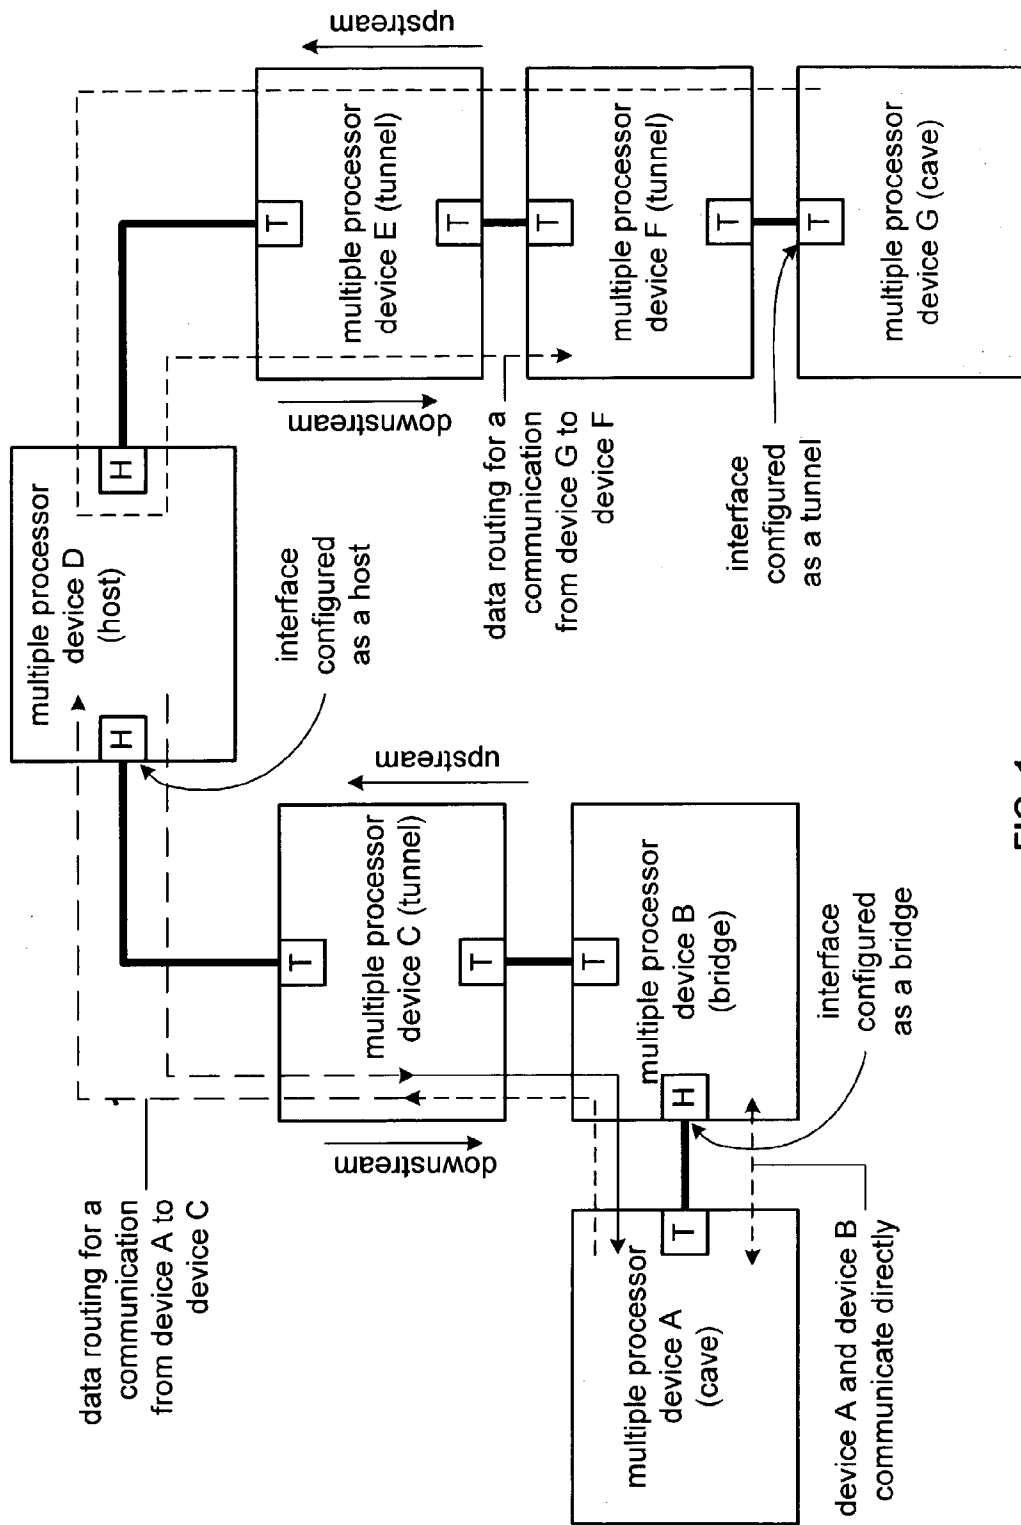 data routing for a
communication
from device A to
device C
multiple processor
device D
(host)
H
H
interface
configured
as a host
multiple processor
device C (tunnel)
T
T
upstream
downstream
multiple processor
device B
(bridge)
T
H
interface
configured
as a bridge
multiple processor
device A
(cave)
T
device A and device B
communicate directly
multiple processor
device E (tunnel)
T
T
upstream
downstream
data routing for a
communication
from device G to
device F
multiple processor
device F (tunnel)
T
T
interface
configured
as a tunnel
multiple processor
device G (cave)
T